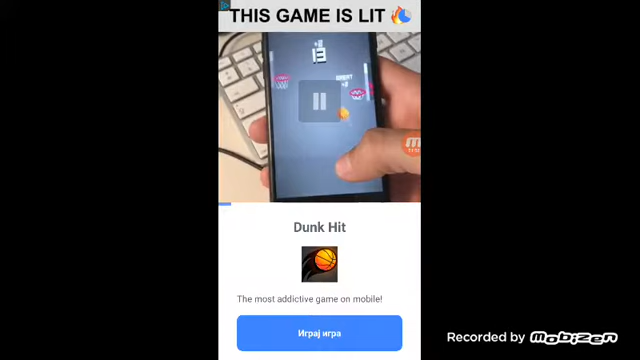 THIS GAME IS LIT
Dunk Hit
The most addictive game on mobile!
Играј игра
Recorded by mobizen